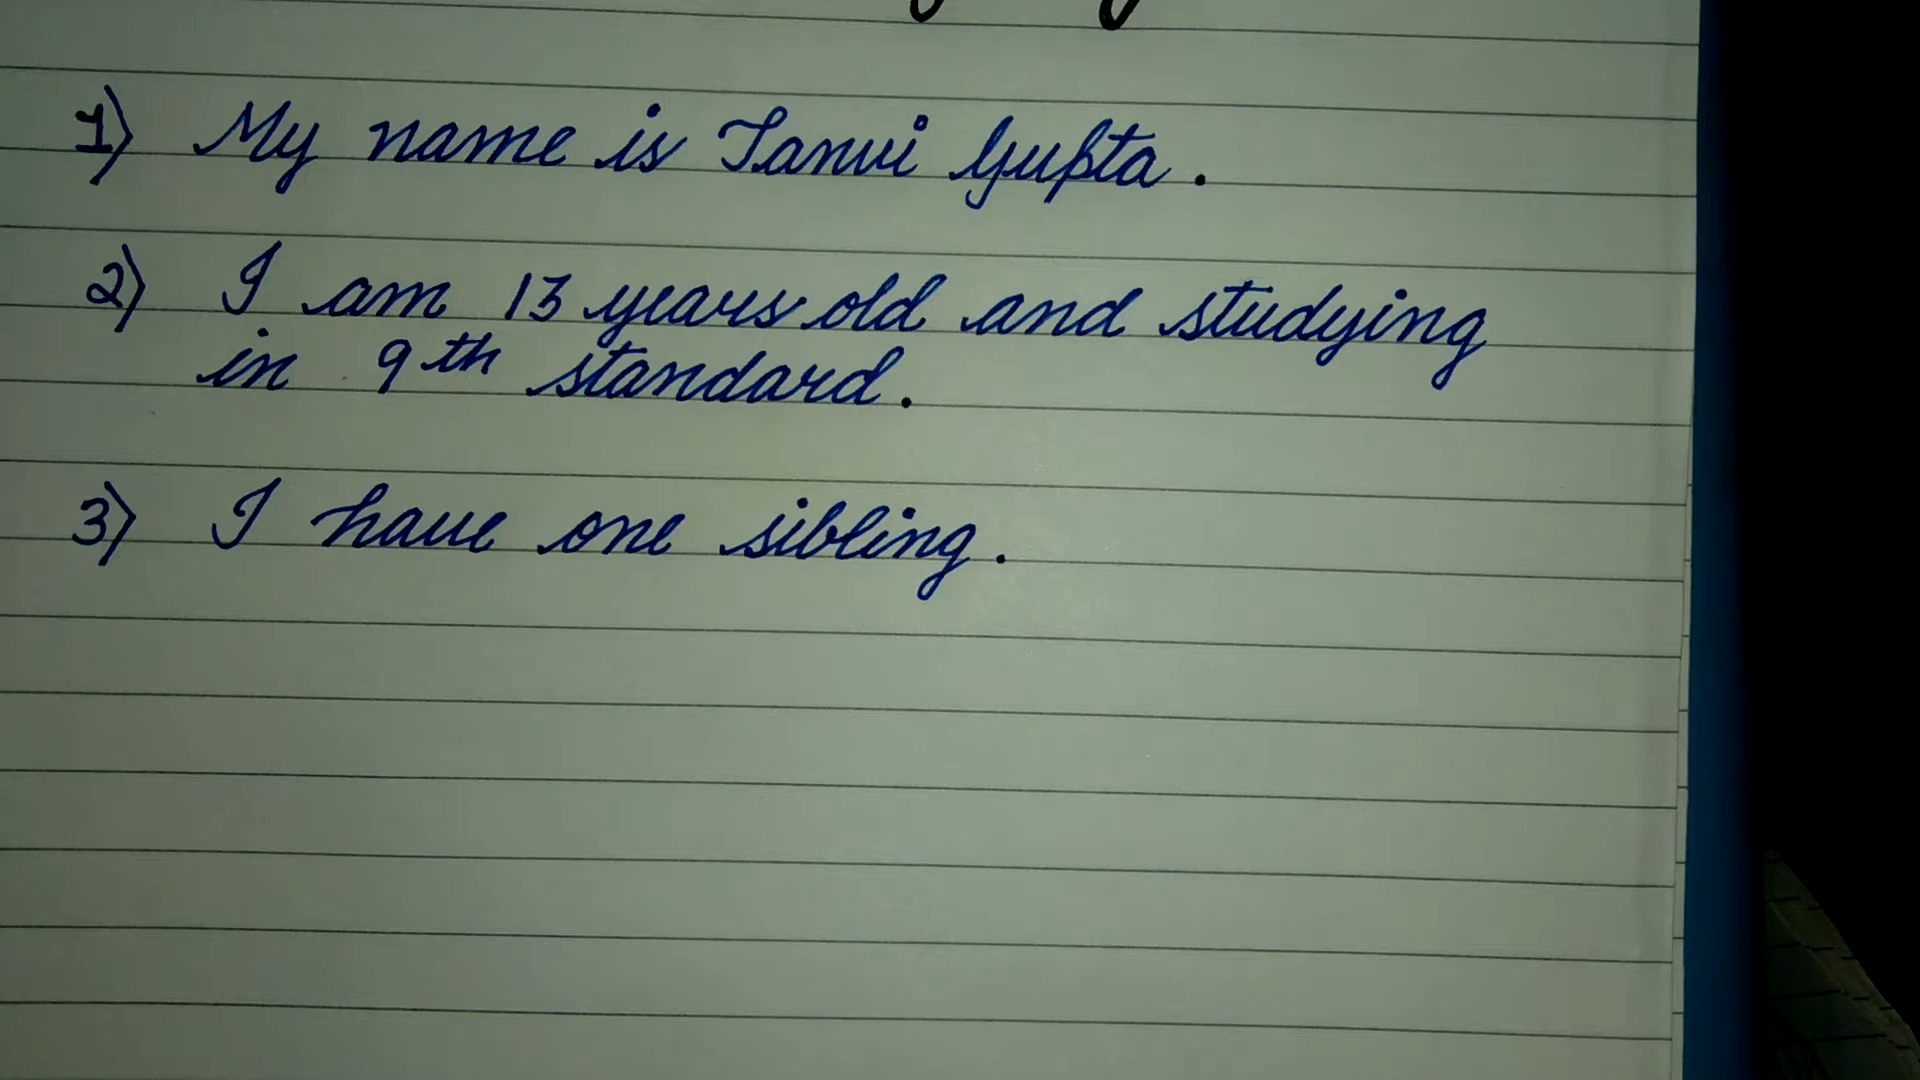 1) My name is Tanvi Gupta.
2) I am 13 years old and studying
in 9th standard.
3) I have one sibling.